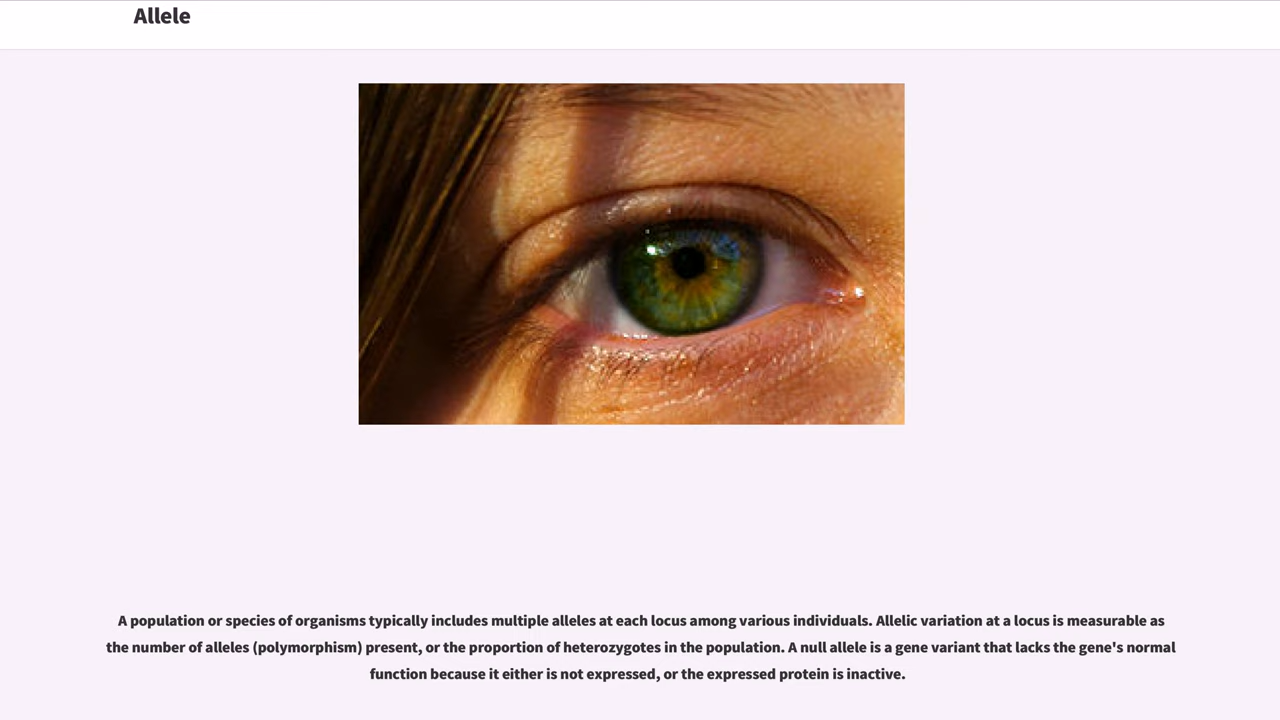 Allele
A population or species of organisms typically includes multiple alleles at each locus among various individuals. Allelic variation at a locus is measurable as
the number of alleles (polymorphism) present, or the proportion of heterozygotes in the population. A null allele is a gene variant that lacks the gene's normal
function because it either is not expressed, or the expressed protein is inactive.